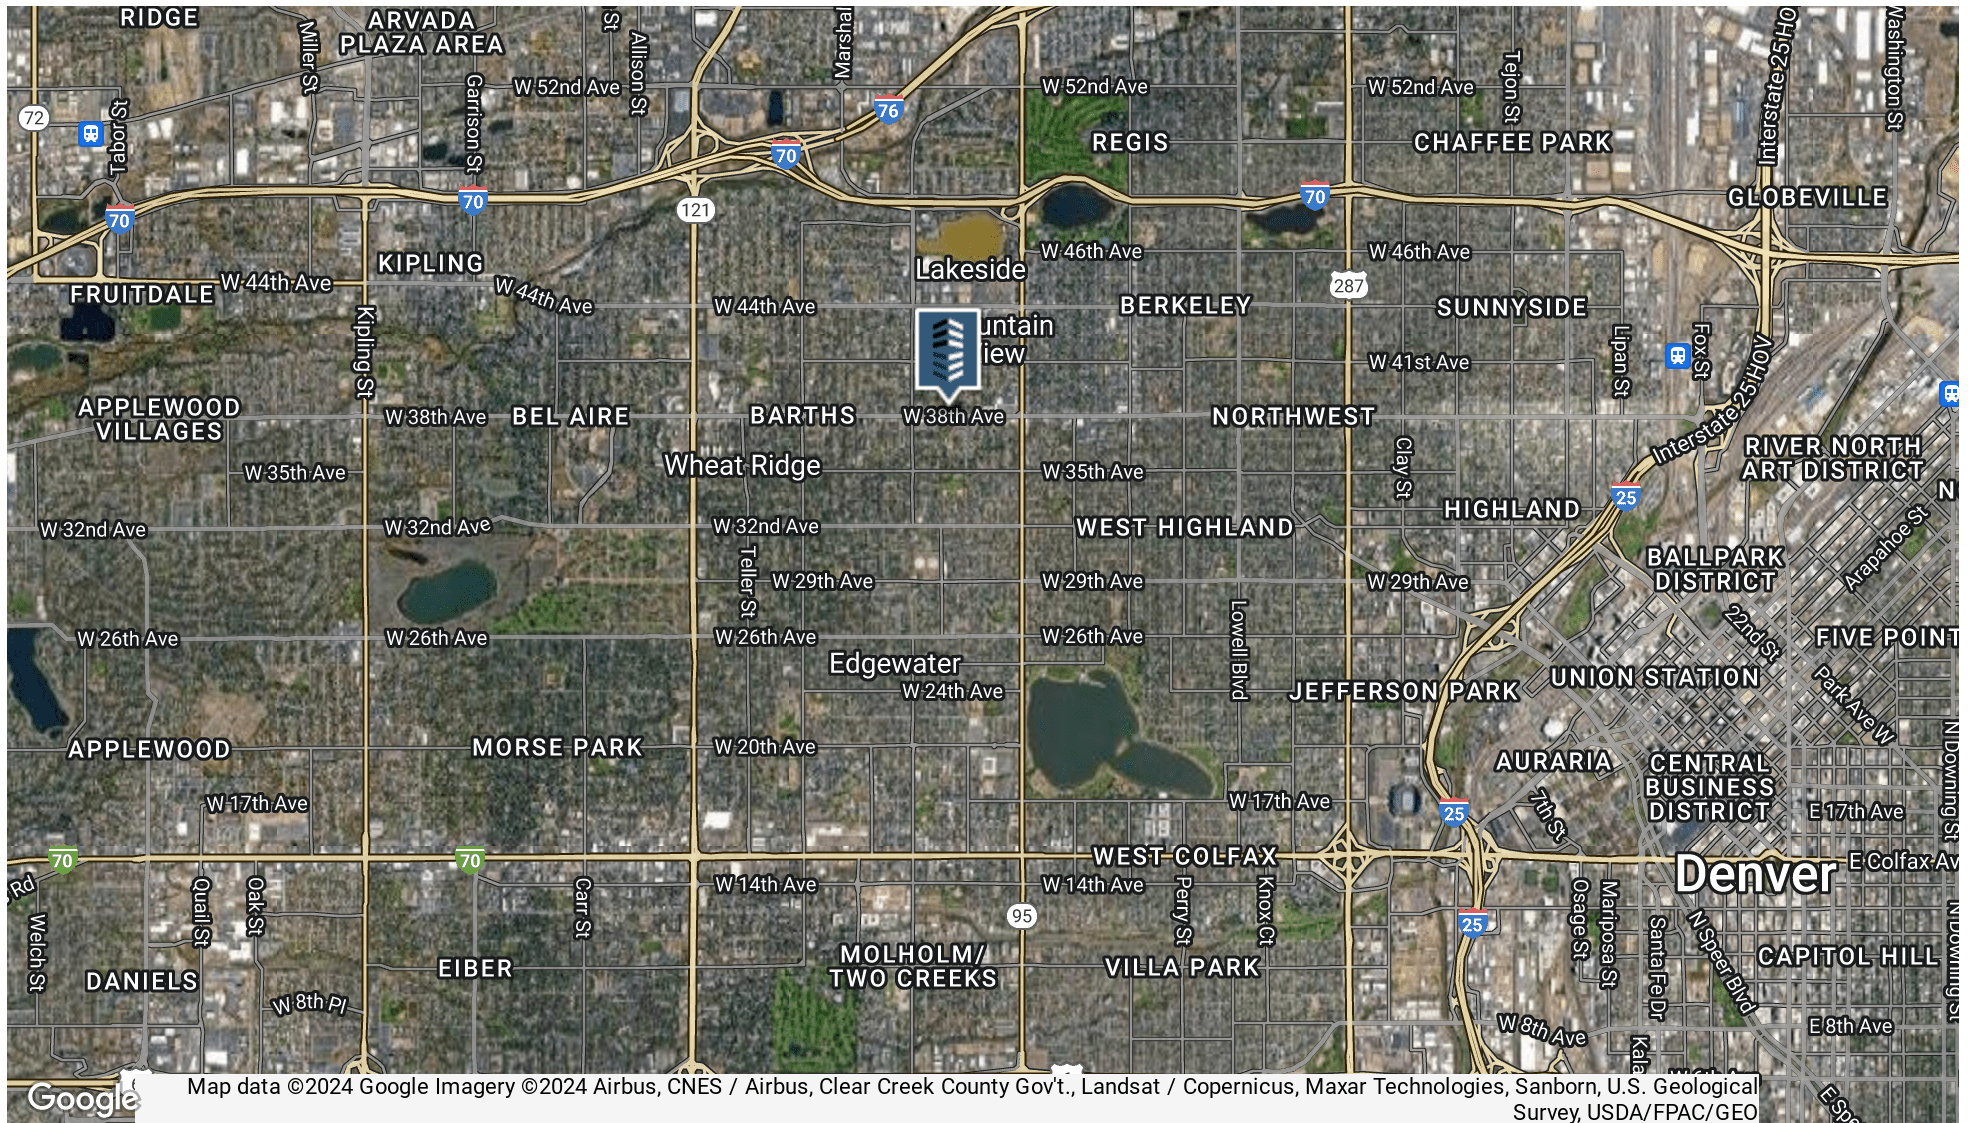 RIDGE
ARVADA
PLAZA AREA
Miller St
St
Allison St
Marshal
Garrison St
W 52nd Ave
W 52nd Ave
W 52nd Ave
Tejon St
Interstate 25 HO
Washington St
72
Tabor St
76
70
REGIS
CHAFFEE PARK
70
70
70
121
GLOBEVILLE
KIPLING
W 46th Ave
W 46th Ave
Lakeside
W 44th Ave
FRUITDALE
W 44th Ave
W 44th Ave
287
BERKELEY
SUNNYSIDE
Kipling St
untain
iew
W 41st Ave
Lipan St
Fox St
Interstate 25 HOV
APPLEWOOD
VILLAGES
W 38th Ave
BEL AIRE
BARTHS
W 38th Ave
NORTHWEST
Wheat Ridge
W 35th Ave
W 35th Ave
Clay St
RIVER NORTH
ART DISTRICT
25
N
HIGHLAND
W 32nd Ave
W 32nd Ave
W 32nd Ave
WEST HIGHLAND
Arapahoe St
BALLPARK
DISTRICT
Teller St
W 29th Ave
W 29th Ave
W 29th Ave
Lowell Blvd
22nd St
W 26th Ave
W 26th Ave
W 26th Ave
W 26th Ave
FIVE POINT
Edgewater
W 24th Ave
JEFFERSON PARK
UNION STATION
Park Ave W
APPLEWOOD
MORSE PARK
W 20th Ave
AURARIA
CENTRAL
BUSINESS
DISTRICT
N Downing St
W 17th Ave
W 17th Ave
25
7th St
E 17th Ave
70
70
WEST COLFAX
Denver
E Colfax Av
s Rd
W 14th Ave
W 14th Ave
Quail St
Oak St
Carr St
Perry St
Knox Ct
Osage St
Mariposa St
Santa Fe Dr
N Speer Blvd
N Downing St
Welch St
95
25
DANIELS
EIBER
MOLHOLM/
TWO CREEKS
VILLA PARK
CAPITOL HILL
W 8th Pl
W 8th Ave
E 8th Ave
Kala
6
W 6th Ave
E Spe
Google
Map data ©2024 Google Imagery ©2024 Airbus, CNES / Airbus, Clear Creek County Gov't., Landsat / Copernicus, Maxar Technologies, Sanborn, U.S. Geological
Survey, USDA/FPAC/GEO